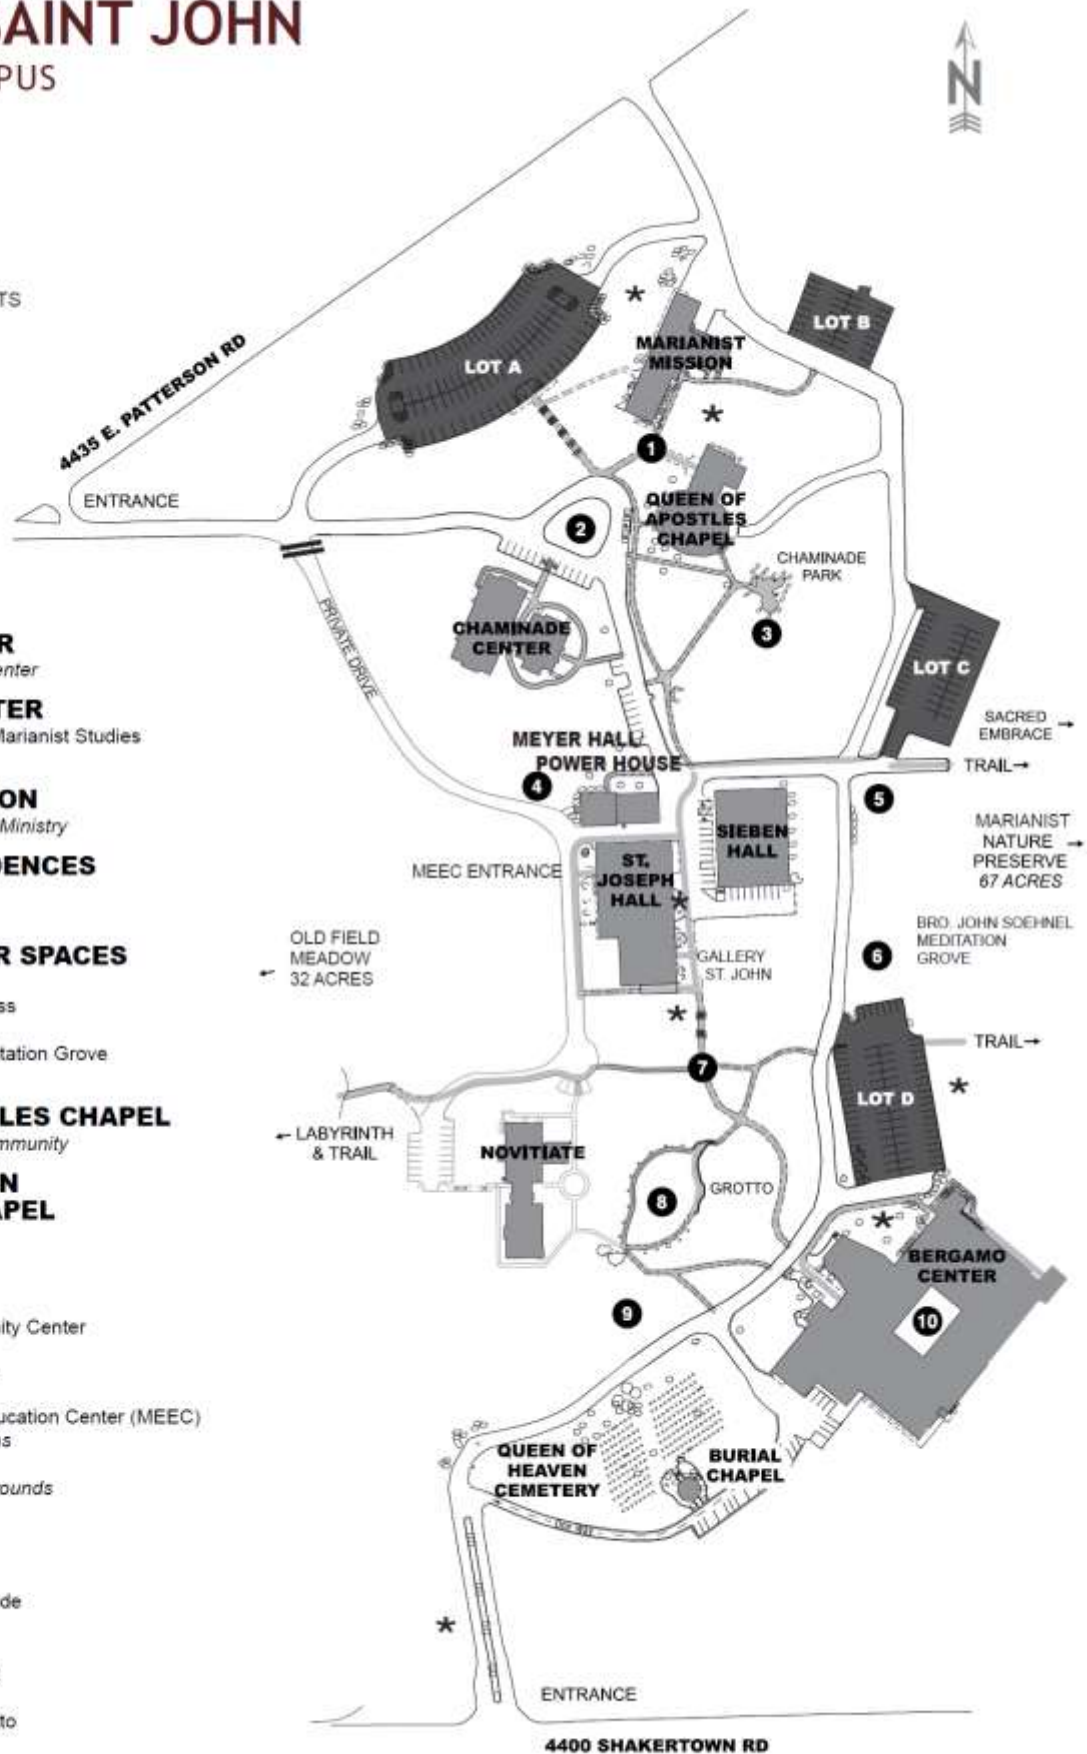 SAINT JOHN
PUS
TS
R
enter
TER
Marianist Studies
ON
Ministry
DENCES
R SPACES
ss
tation Grove
LES CHAPEL
mmunity
N
APEL
ity Center
ucation Center (MEEC)
us
ounds
de
to
N
4435 E. PATTERSON RD
ENTRANCE
LOT A
MARIANIST
MISSION
LOT B
*
*
1
2
QUEEN OF
APOSTLES
CHAPEL
CHAMINADE
PARK
3
CHAMINADE
CENTER
PRIVATE DRIVE
LOT C
SACRED
EMBRACE →
MEYER HALL
POWER HOUSE
TRAIL→
4
5
SIEBEN
HALL
MARIANIST
NATURE
PRESERVE →
67 ACRES
MEEC ENTRANCE
ST.
JOSEPH
HALL
*
OLD FIELD
MEADOW
← 32 ACRES
BRO. JOHN SOEHNEL
MEDITATION
GROVE
6
GALLERY
ST. JOHN
*
TRAIL→
7
LOT D
*
← LABYRINTH
& TRAIL
NOVITIATE
8
GROTTO
*
BERGAMO
CENTER
9
10
QUEEN OF
HEAVEN
CEMETERY
BURIAL
CHAPEL
*
ENTRANCE
4400 SHAKERTOWN RD